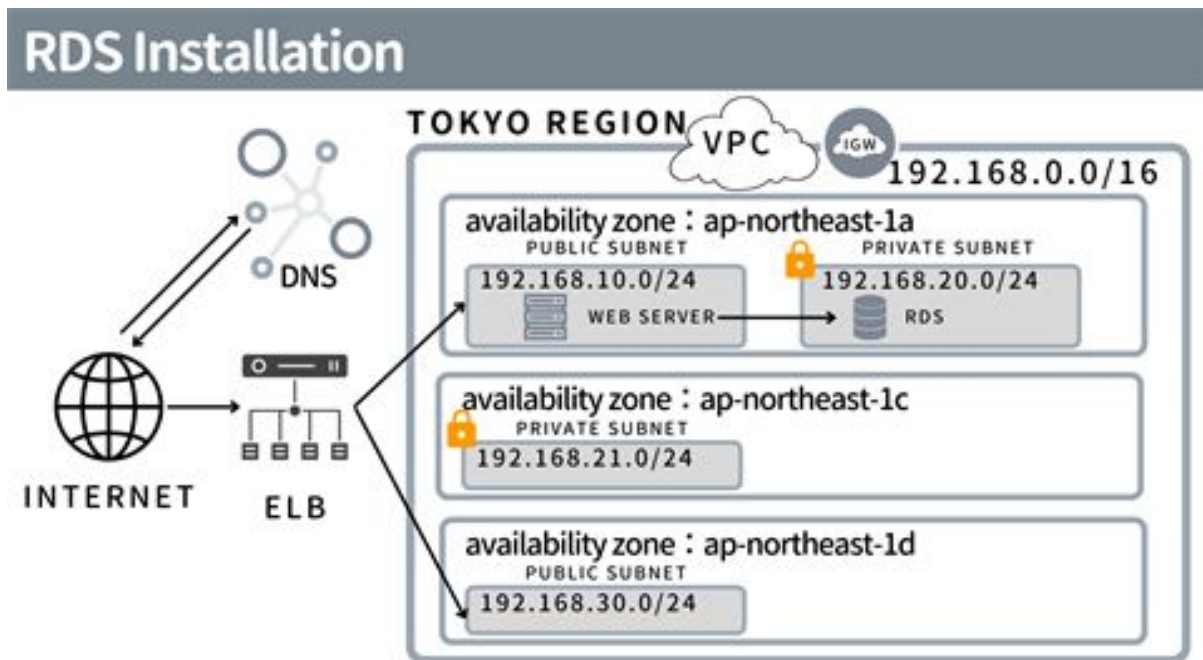 RDS Installation
TOKYO REGION
VPC
IGW
192.168.0.0/16
DNS
INTERNET
ELB
availability zone：ap-northeast-1a
PUBLIC SUBNET
192.168.10.0/24
WEB SERVER
PRIVATE SUBNET
192.168.20.0/24
RDS
availability zone：ap-northeast-1c
PRIVATE SUBNET
192.168.21.0/24
availability zone：ap-northeast-1d
PUBLIC SUBNET
192.168.30.0/24